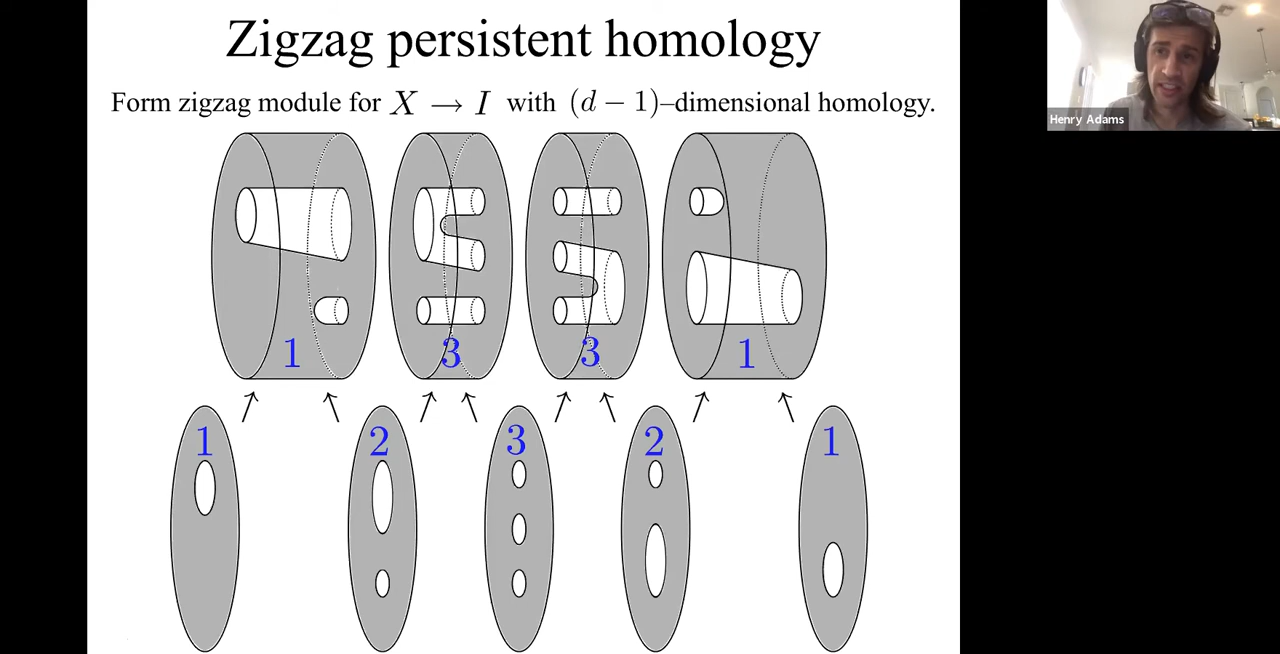 Zigzag persistent homology
Form zigzag module for X → I with (d − 1)–dimensional homology.
Henry Adams
1 3 3 1
1 2 3 2 1